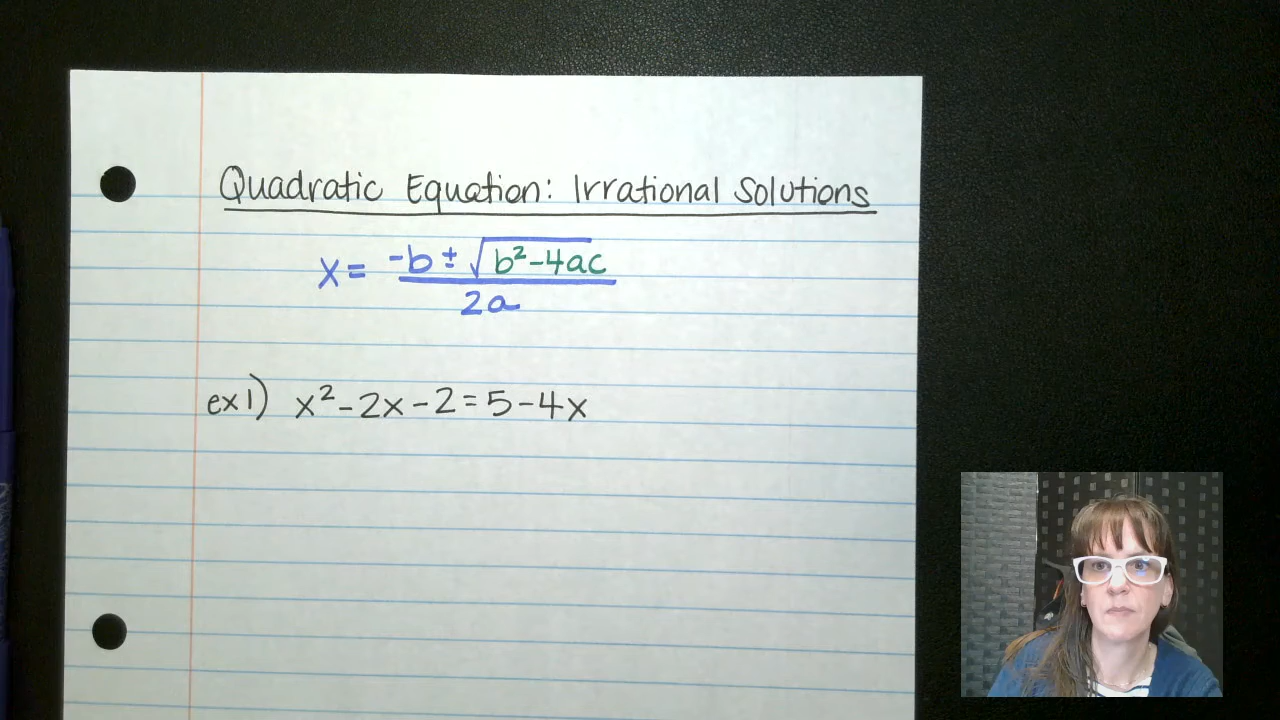 Quadratic Equation: Irrational Solutions
x = -b ± √b²-4ac
2a
ex1) x² - 2x - 2 = 5 - 4x